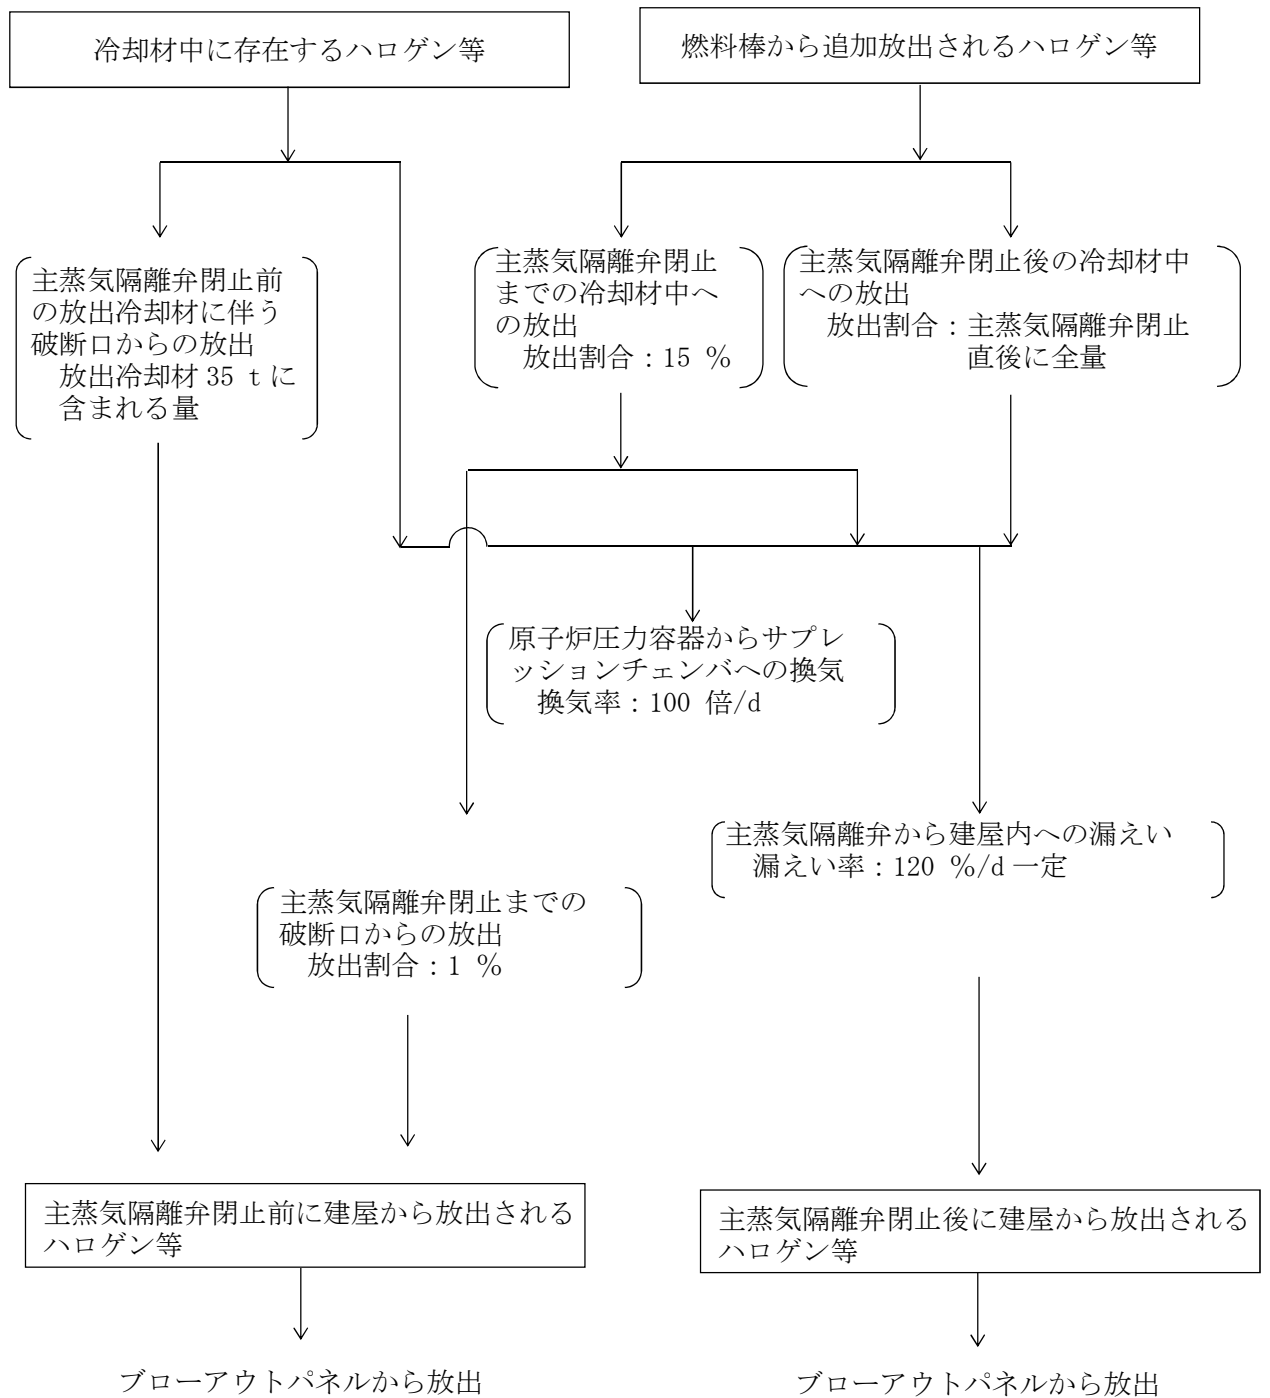 冷却材中に存在するハロゲン等
燃料棒から追加放出されるハロゲン等
主蒸気隔離弁閉止前
の放出冷却材に伴う
破断口からの放出
放出冷却材 35 t に
含まれる量
主蒸気隔離弁閉止
までの冷却材中へ
の放出
放出割合：15 %
主蒸気隔離弁閉止後の冷却材中
への放出
放出割合：主蒸気隔離弁閉止
直後に全量
原子炉圧力容器からサプレ
ッションチェンバへの換気
換気率：100 倍/d
主蒸気隔離弁から建屋内への漏えい
漏えい率：120 %/d 一定
主蒸気隔離弁閉止までの
破断口からの放出
放出割合：1 %
主蒸気隔離弁閉止前に建屋から放出される
ハロゲン等
主蒸気隔離弁閉止後に建屋から放出される
ハロゲン等
ブローアウトパネルから放出
ブローアウトパネルから放出